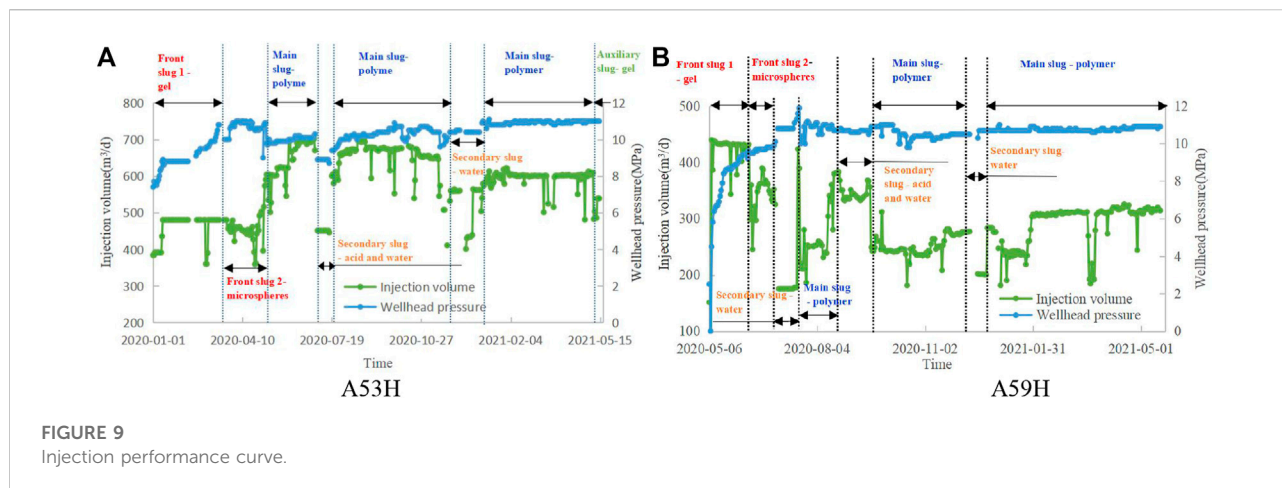 A
Front
slug 1 -
gel
Main
slug-
polyme
Main slug-
polyme
Main slug-
polymer
Auxiliary
slug- gel
800
700
600
500
400
300
200
Injection volume(m³/d)
12
10
8
6
4
2
0
Wellhead pressure(MPa)
Secondary slug
- water
Secondary slug
- acid and water
Front slug 2-
microspheres
Injection volume
Wellhead pressure
2020-01-01 2020-04-10 2020-07-19 2020-10-27 2021-02-04 2021-05-15
Time
A53H
B
Front slug 1
- gel
Front slug 2-
microspheres
Main slug-
polymer
Main slug - polymer
500
400
300
200
100
Injection volume(m³/d)
12
10
8
6
4
2
0
Wellhead pressure(MPa)
Secondary slug
- acid and water
Secondary slug -
water
Secondary slug -
water
Main slug
- polymer
Injection volume
Wellhead pressure
2020-05-06 2020-08-04 2020-11-02 2021-01-31 2021-05-01
Time
A59H
FIGURE 9
Injection performance curve.